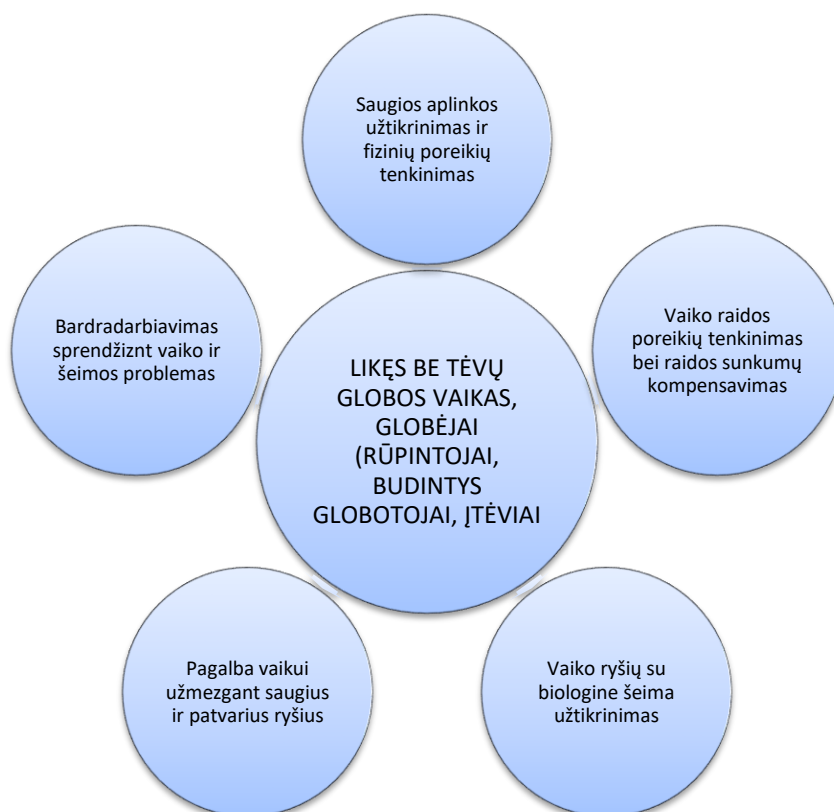 Saugios aplinkos
užtikrinimas ir
fizinių poreikių
tenkinimas
Bardradarbiavimas
sprendžiznt vaiko ir
šeimos problemas
Vaiko raidos
poreikių tenkinimas
bei raidos sunkumų
kompensavimas
LIKĘS BE TĖVŲ
GLOBOS VAIKAS,
GLOBĖJAI
(RŪPINTOJAI,
BUDINTYS
GLOBOTOJAI, ĮTĖVIAI
Pagalba vaikui
užmezgant saugius
ir patvarius ryšius
Vaiko ryšių su
biologine šeima
užtikrinimas